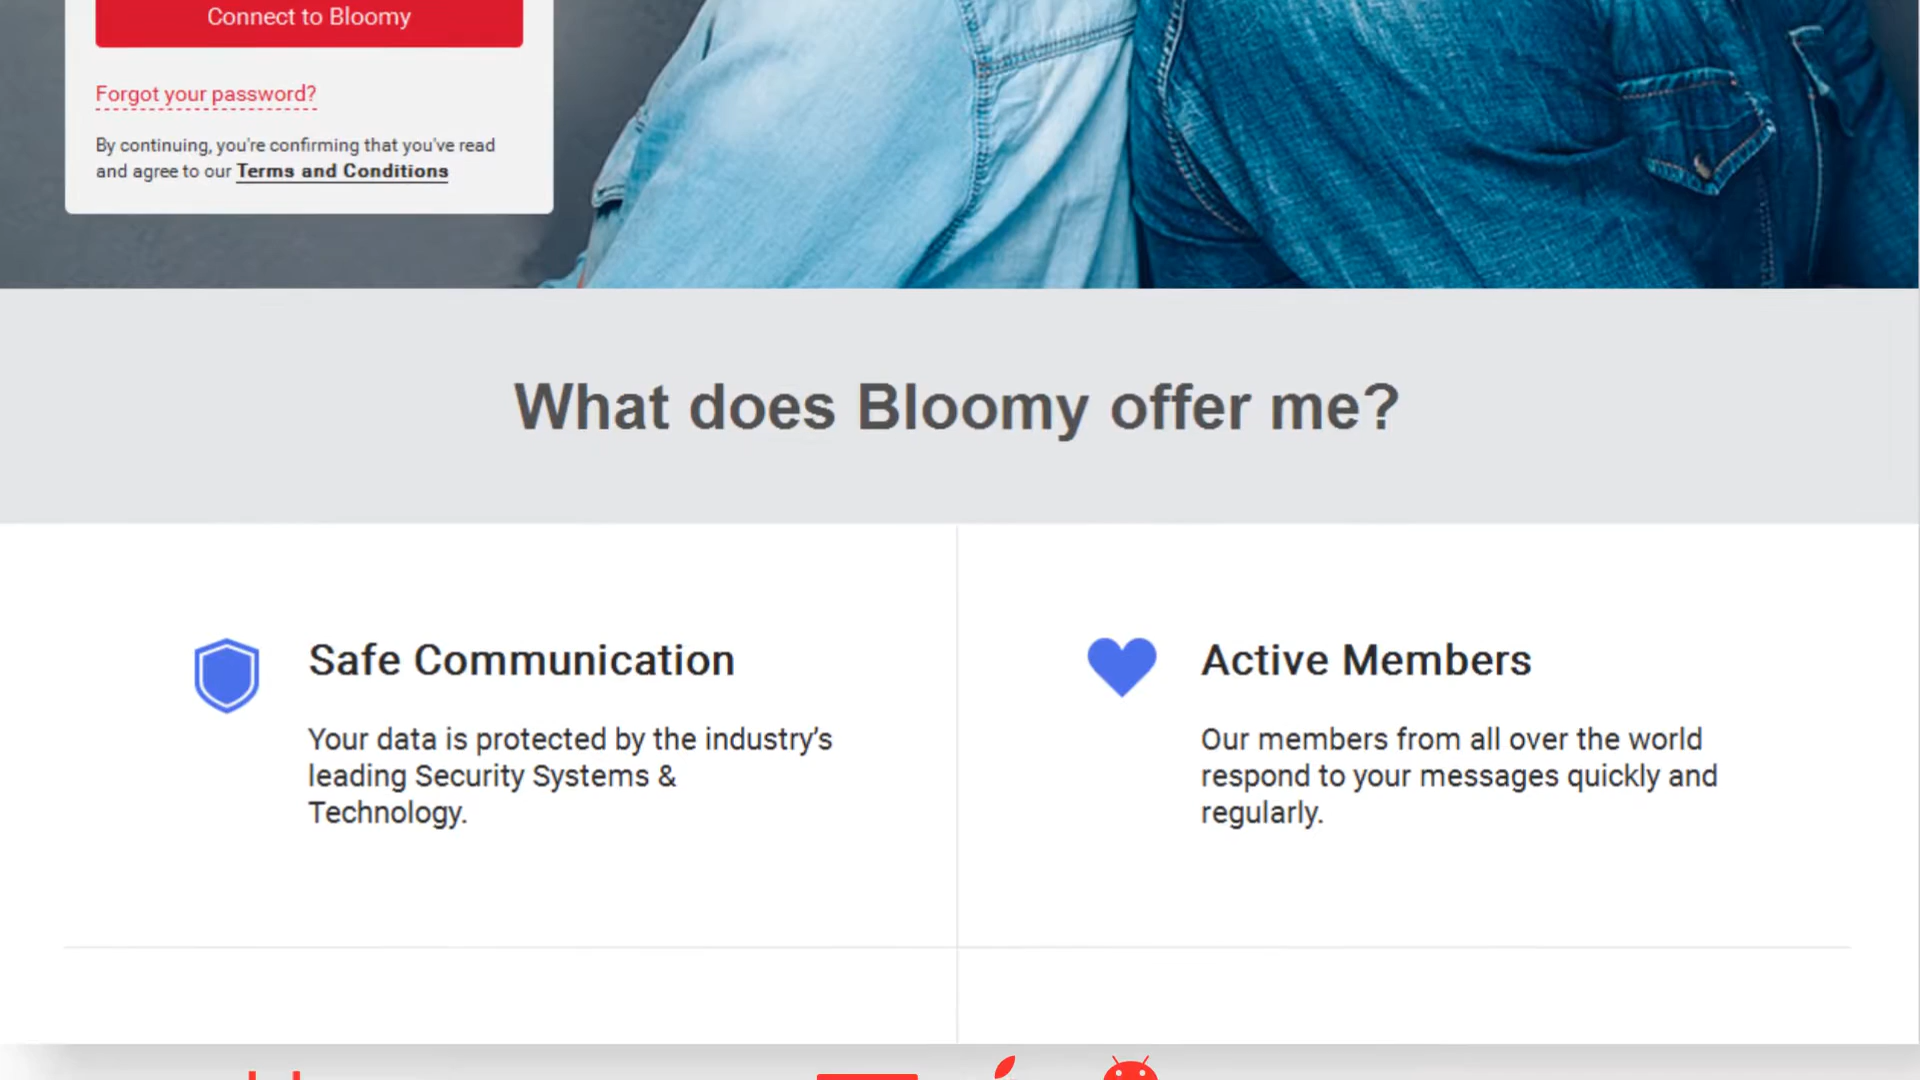 Connect to Bloomy
Forgot your password?
By continuing, you're confirming that you've read
and agree to our Terms and Conditions
What does Bloomy offer me?
Safe Communication
Your data is protected by the industry’s
leading Security Systems &
Technology.
Active Members
Our members from all over the world
respond to your messages quickly and
regularly.